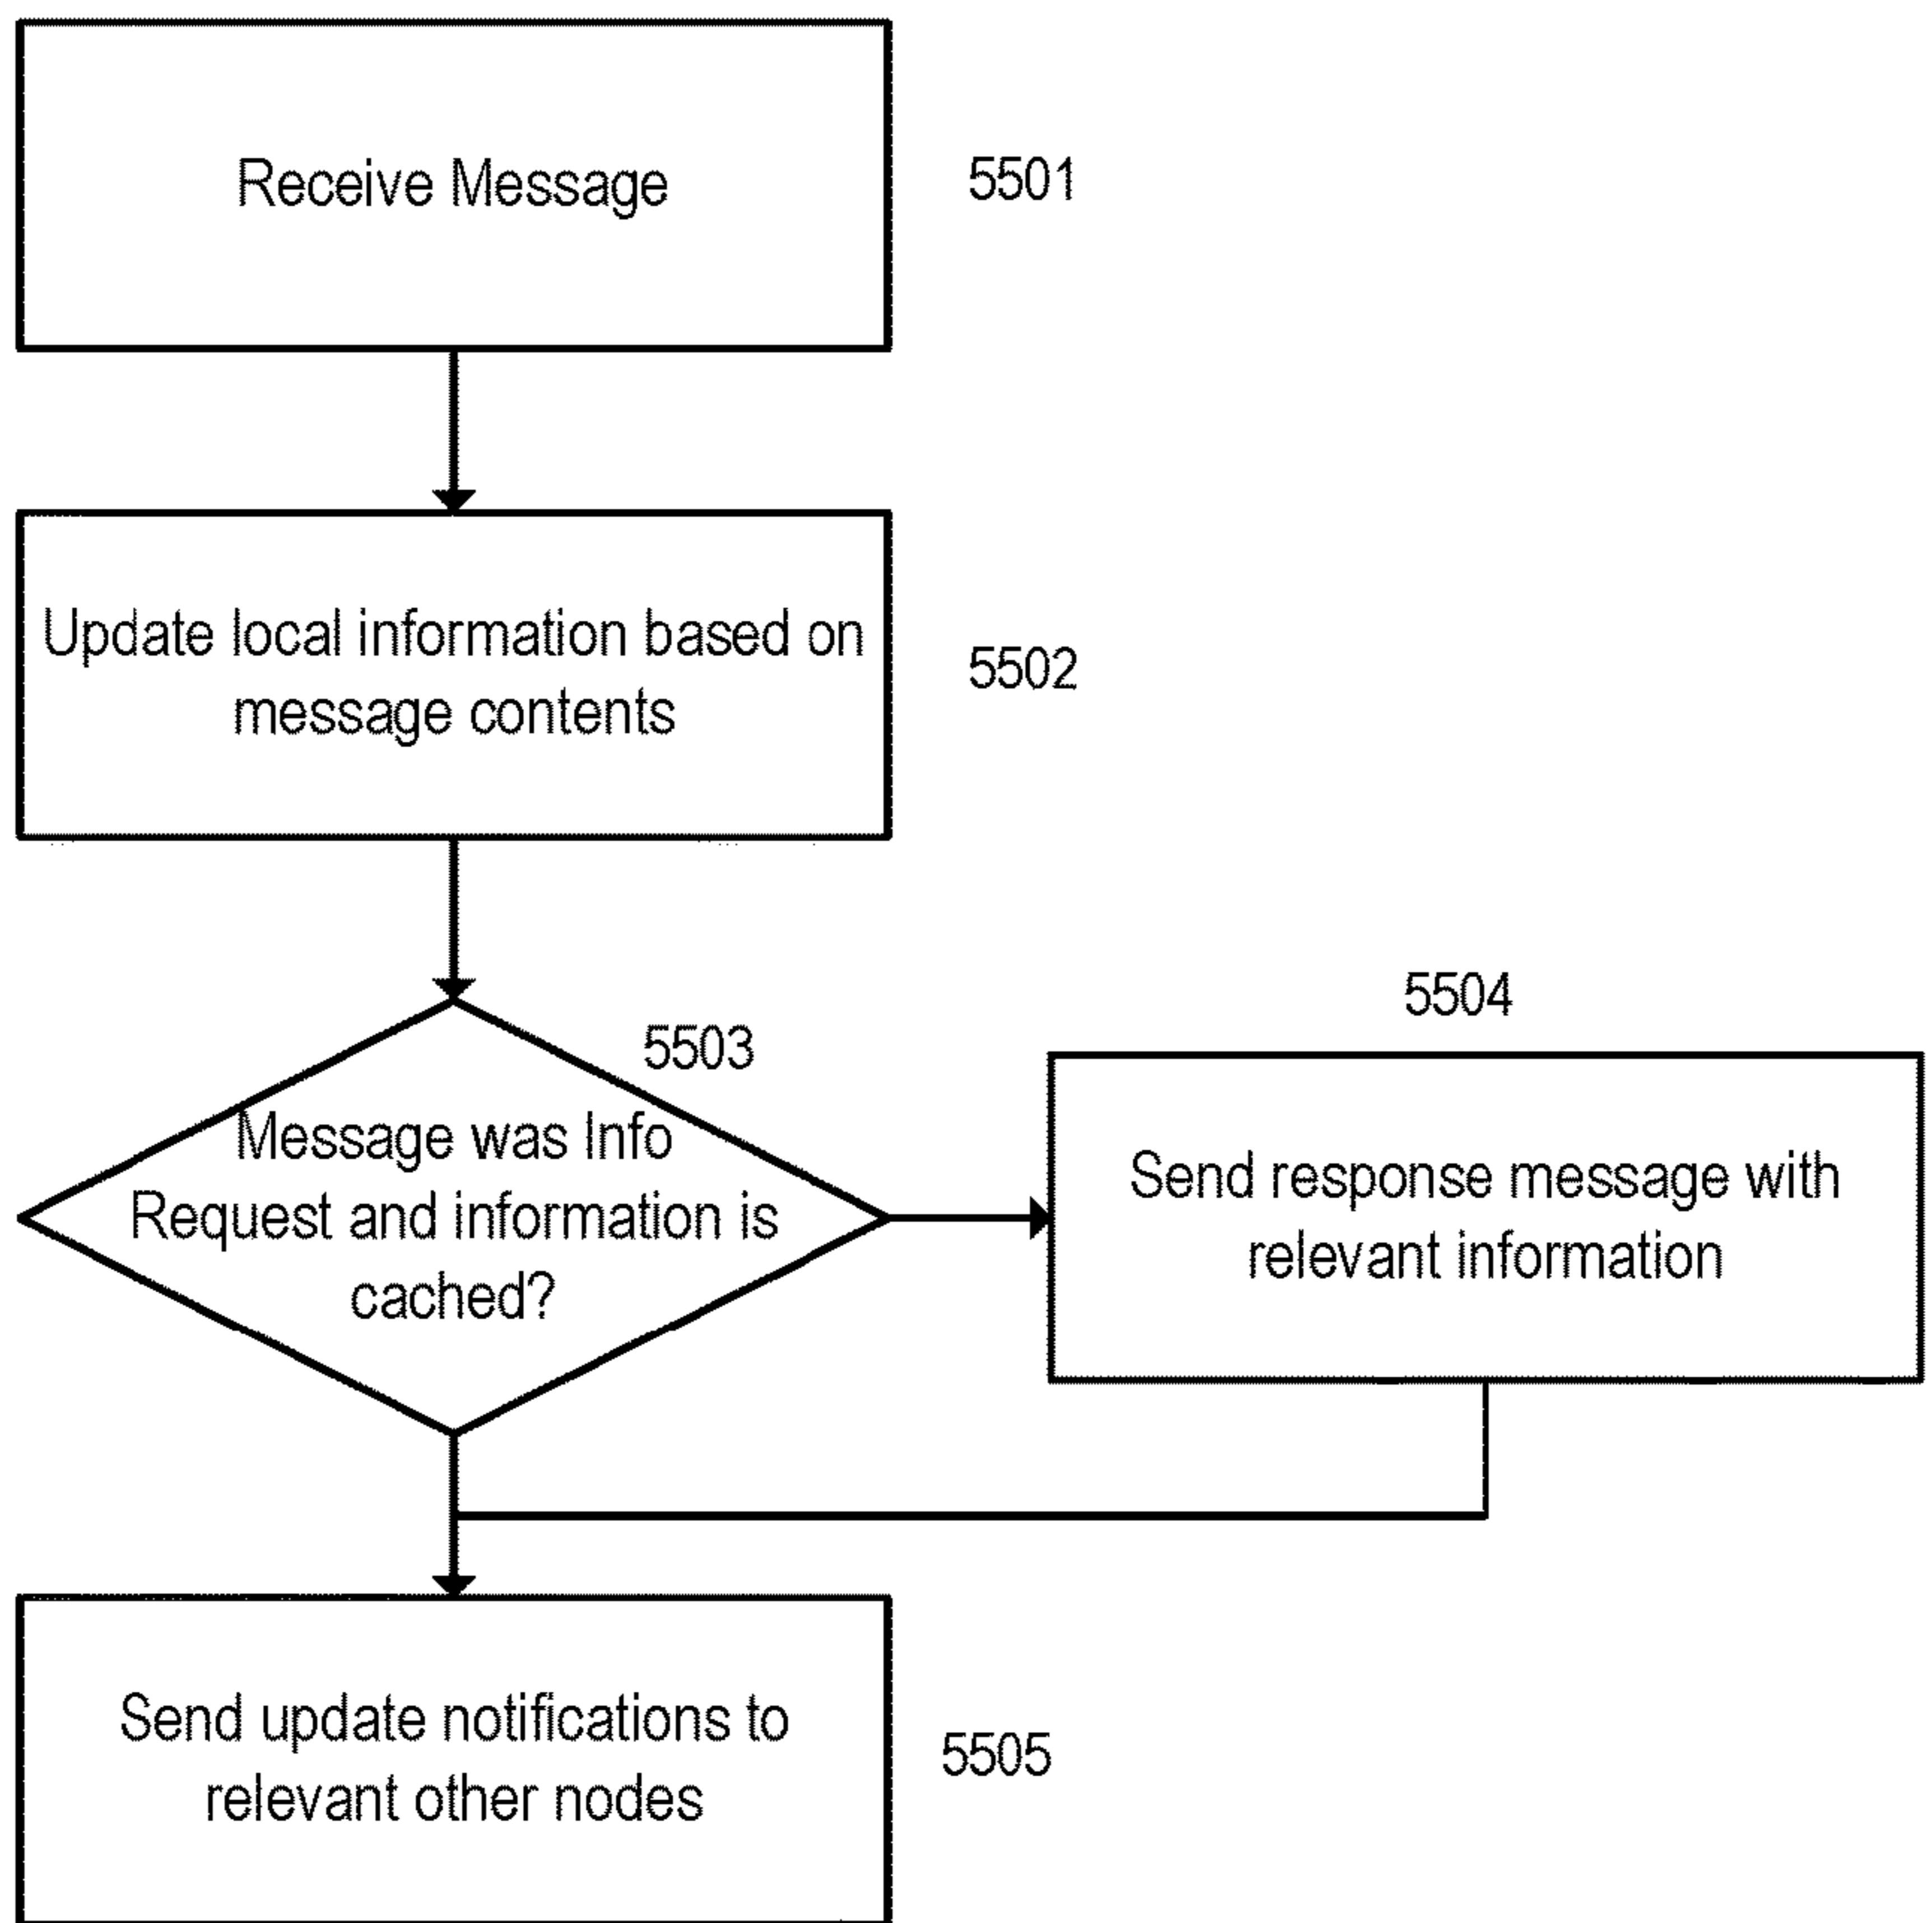 Receive Message
5501
Update local information based on
message contents
5502
5503
Message was Info
Request and information is
cached?
5504
Send response message with
relevant information
Send update notifications to
relevant other nodes
5505